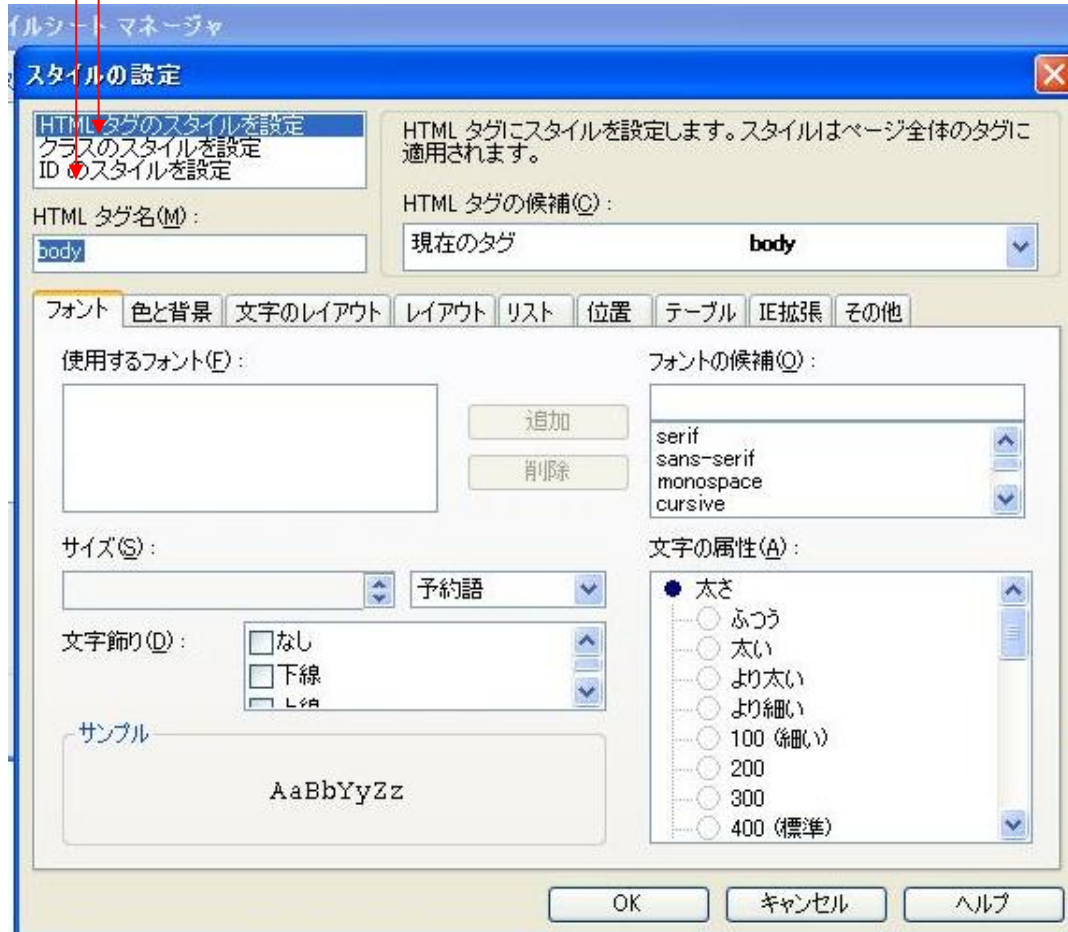 イルシート マネージャ
スタイルの設定
HTML タグのスタイルを設定
クラスのスタイルを設定
ID のスタイルを設定
HTML タグにスタイルを設定します。スタイルはページ全体のタグに
適用されます。
HTML タグ名(M) :
body
HTML タグの候補(C) :
現在のタグ body
フォント 色と背景 文字のレイアウト レイアウト リスト 位置 テーブル IE拡張 その他
使用するフォント(F) :
追加
削除
フォントの候補(O) :
serif
sans-serif
monospace
cursive
サイズ(S) :
予約語
文字飾り(D) :
なし
下線
文字の属性(A) :
太さ
ふつう
太い
より太い
より細い
100 (細い)
200
300
400 (標準)
サンプル
AaBbYyZz
OK キャンセル ヘルプ